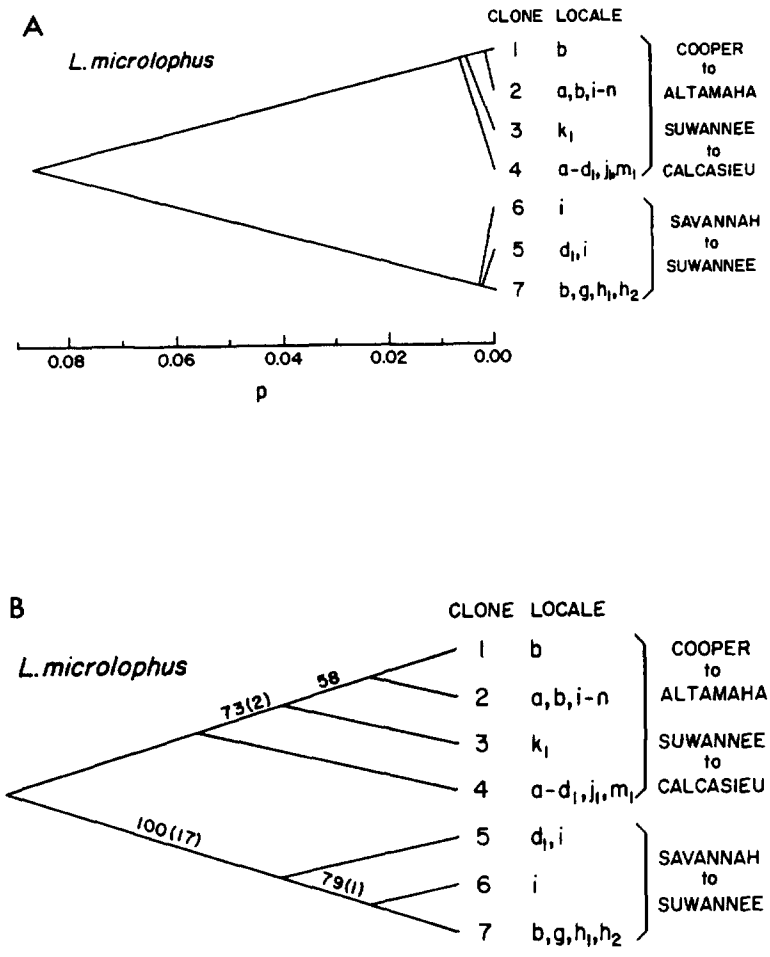 A
L. microlophus
CLONE LOCALE
1 b
2 a,b,i-n
3 k₁
4 a-d₁,j₁,m₁
6 i
5 d₁,i
7 b,g,h₁,h₂
COOPER
to
ALTAMAHA
SUWANNEE
to
CALCASIEU
SAVANNAH
to
SUWANNEE
0.08 0.06 0.04 0.02 0.00
p
B
L. microlophus
CLONE LOCALE
1 b
2 a,b,i-n
3 k₁
4 a-d₁,j₁,m₁
5 d₁,i
6 i
7 b,g,h₁,h₂
58
73(2)
100(17)
79(1)
COOPER
to
ALTAMAHA
SUWANNEE
to
CALCASIEU
SAVANNAH
to
SUWANNEE